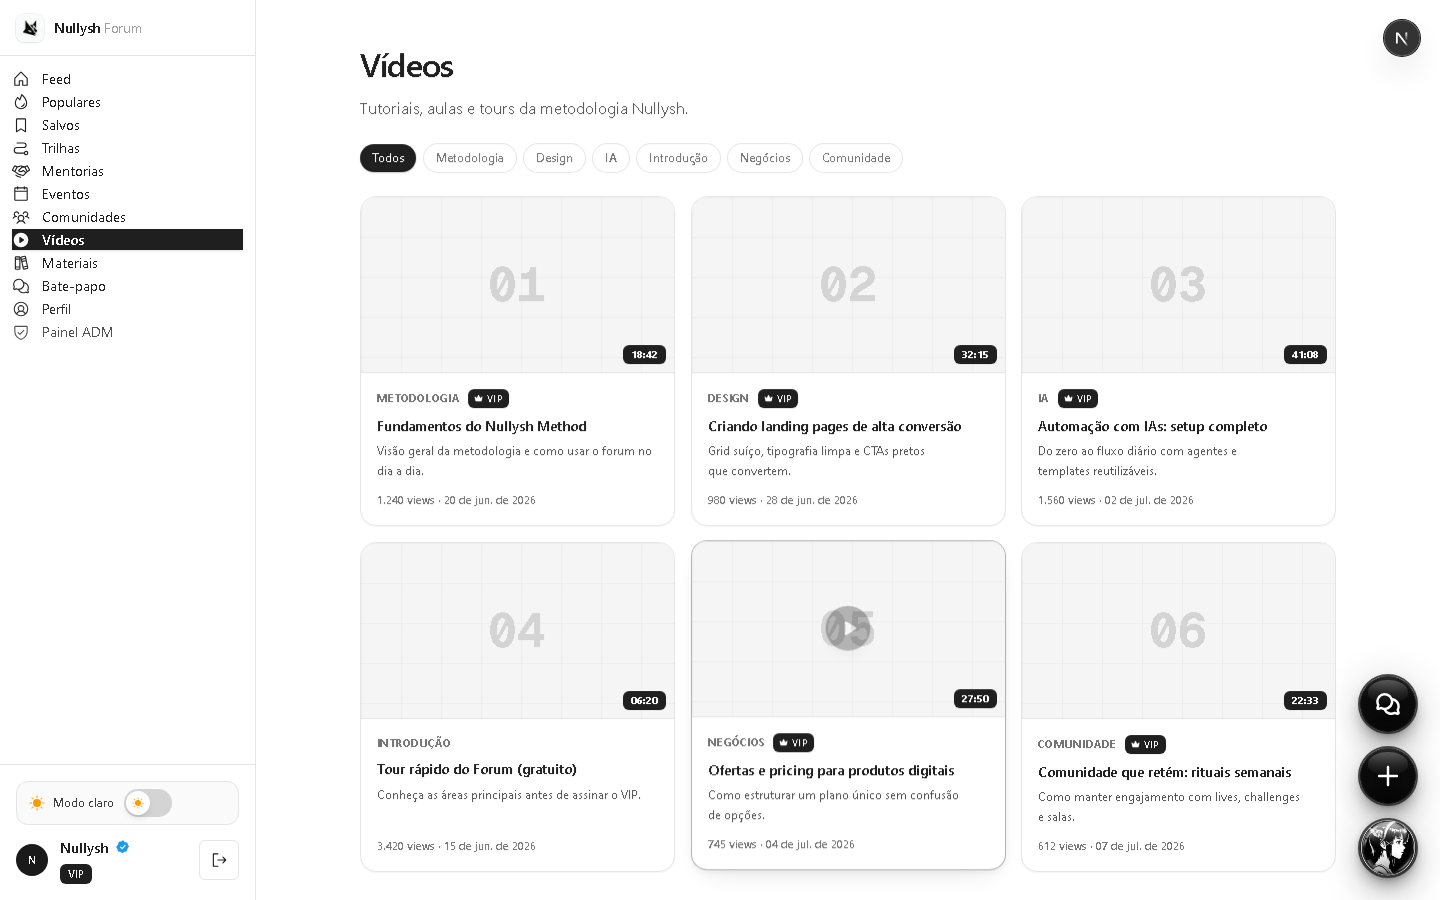 Nullysh Forum
Feed
Populares
Salvos
Trilhas
Mentorias
Eventos
Comunidades
Vídeos
Materiais
Bate-papo
Perfil
Painel ADM
Modo claro
N
Nullysh
VIP
N
Vídeos
Tutoriais, aulas e tours da metodologia Nullysh.
Todos Metodologia Design IA Introdução Negócios Comunidade
01
18:42
METODOLOGIA VIP
Fundamentos do Nullysh Method
Visão geral da metodologia e como usar o forum no
dia a dia.
1.240 views · 20 de jun. de 2026
02
32:15
DESIGN VIP
Criando landing pages de alta conversão
Grid suíço, tipografia limpa e CTAs pretos
que convertem.
980 views · 28 de jun. de 2026
03
41:08
IA VIP
Automação com IAs: setup completo
Do zero ao fluxo diário com agentes e
templates reutilizáveis.
1.560 views · 02 de jul. de 2026
04
06:20
INTRODUÇÃO
Tour rápido do Forum (gratuito)
Conheça as áreas principais antes de assinar o VIP.
3.420 views · 15 de jun. de 2026
05
27:50
NEGÓCIOS VIP
Ofertas e pricing para produtos digitais
Como estruturar um plano único sem confusão
de opções.
745 views · 04 de jul. de 2026
06
22:33
COMUNIDADE VIP
Comunidade que retém: rituais semanais
Como manter engajamento com lives, challenges
e salas.
612 views · 07 de jul. de 2026